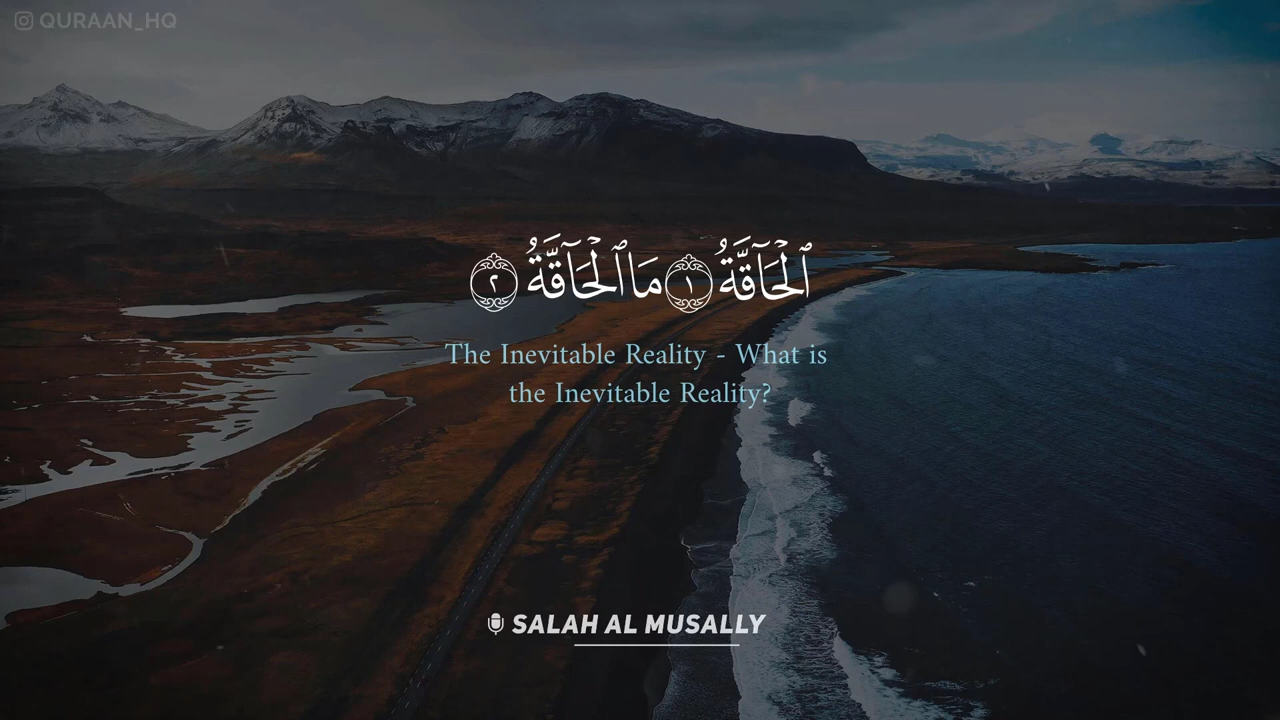 QURAAN_HQ
ٱلْحَآقَّةُ ١ مَا ٱلْحَآقَّةُ ٢
The Inevitable Reality - What is
the Inevitable Reality?
SALAH AL MUSALLY